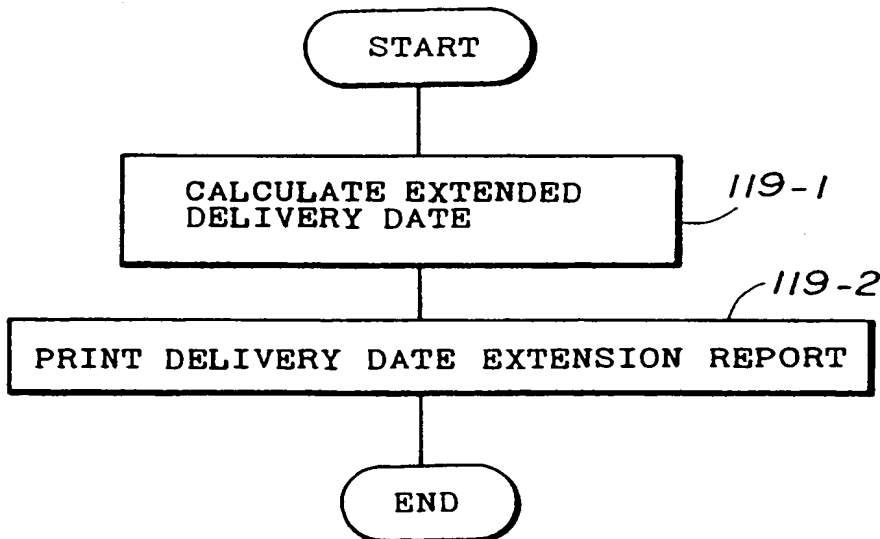 START
CALCULATE EXTENDED
DELIVERY DATE
119-1
119-2
PRINT DELIVERY DATE EXTENSION REPORT
END